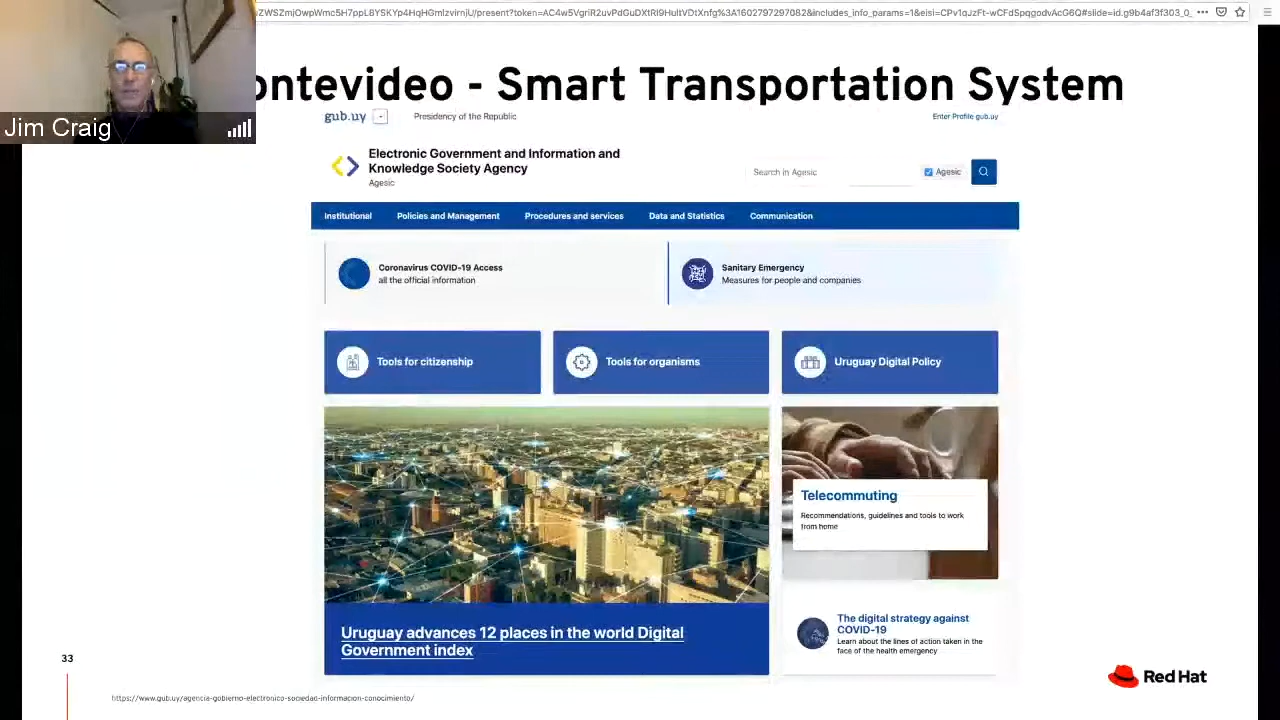 Jim Craig
ontevideo - Smart Transportation System
gub.uy
Presidency of the Republic
Enter Profile gub.uy
Electronic Government and Information and
Knowledge Society Agency
Agesic
Search in Agesic
Agesic
Institutional
Policies and Management
Procedures and services
Data and Statistics
Communication
Coronavirus COVID-19 Access
all the official information
Sanitary Emergency
Measures for people and companies
Tools for citizenship
Tools for organisms
Uruguay Digital Policy
Telecommuting
Recommendations, guidelines and tools to work
from home
Uruguay advances 12 places in the world Digital
Government index
The digital strategy against
COVID-19
Learn about the lines of action taken in the
face of the health emergency
33
Red Hat
https://www.gub.uy/agencia-gobierno-electronico-sociedad-informacion-conocimiento/